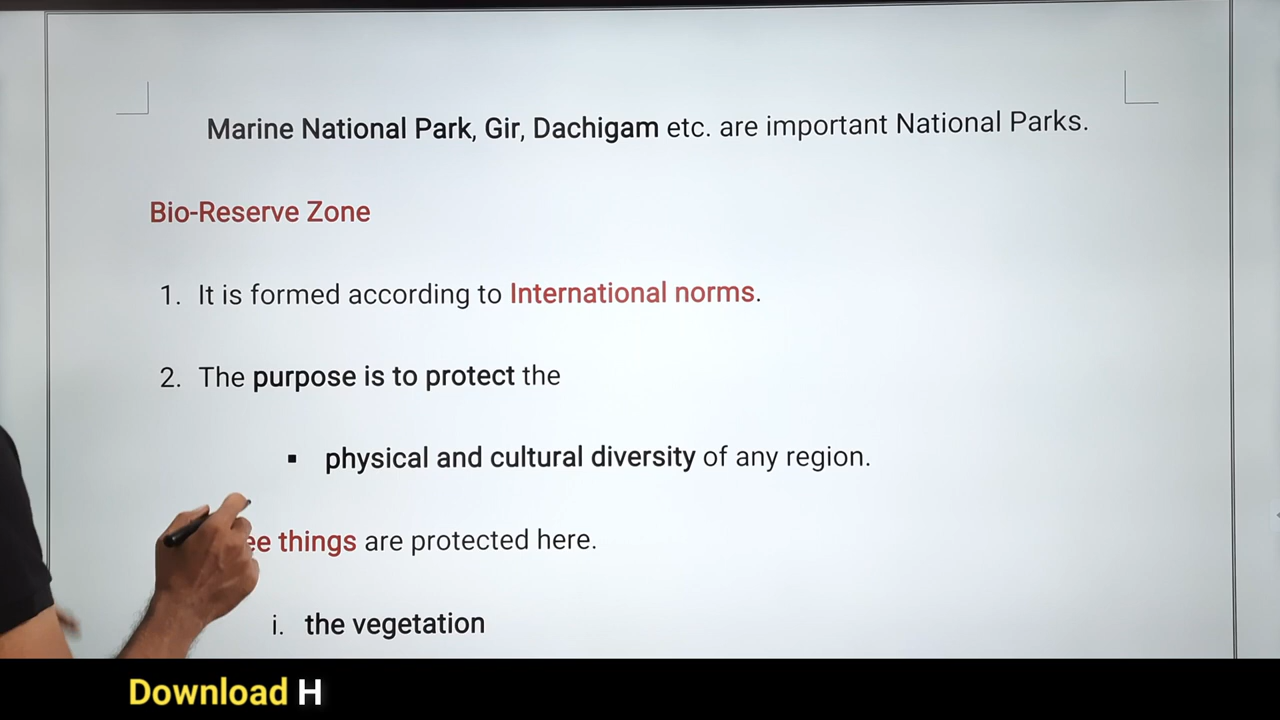 Marine National Park, Gir, Dachigam etc. are important National Parks.
Bio-Reserve Zone
1. It is formed according to International norms.
2. The purpose is to protect the
▪ physical and cultural diversity of any region.
things are protected here.
i. the vegetation
Download H